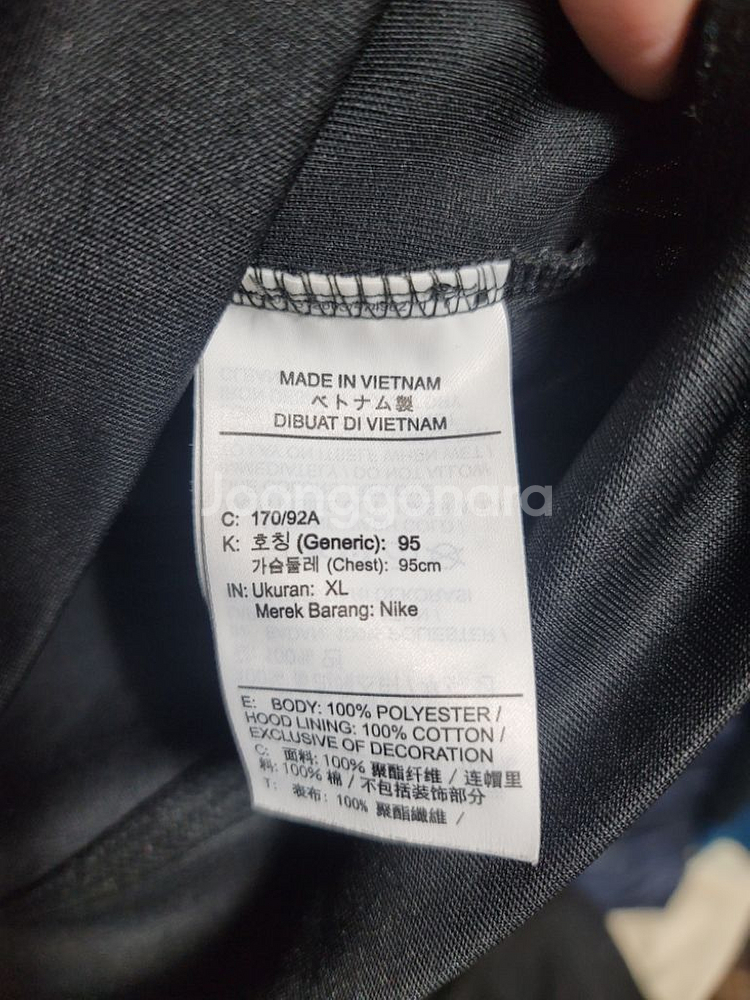 MADE IN VIETNAM
ベトナム製
DIBUAT DI VIETNAM
Joonggonara
C: 170/92A
K: 호칭 (Generic): 95
가슴둘레 (Chest): 95cm
IN: Ukuran: XL
Merek Barang: Nike
E: BODY: 100% POLYESTER /
HOOD LINING: 100% COTTON /
EXCLUSIVE OF DECORATION
C: 面料: 100% 聚酯纤维 / 连帽里
料: 100% 棉 / 不包括装饰部分
T: 表布: 100% 聚酯纖維 /